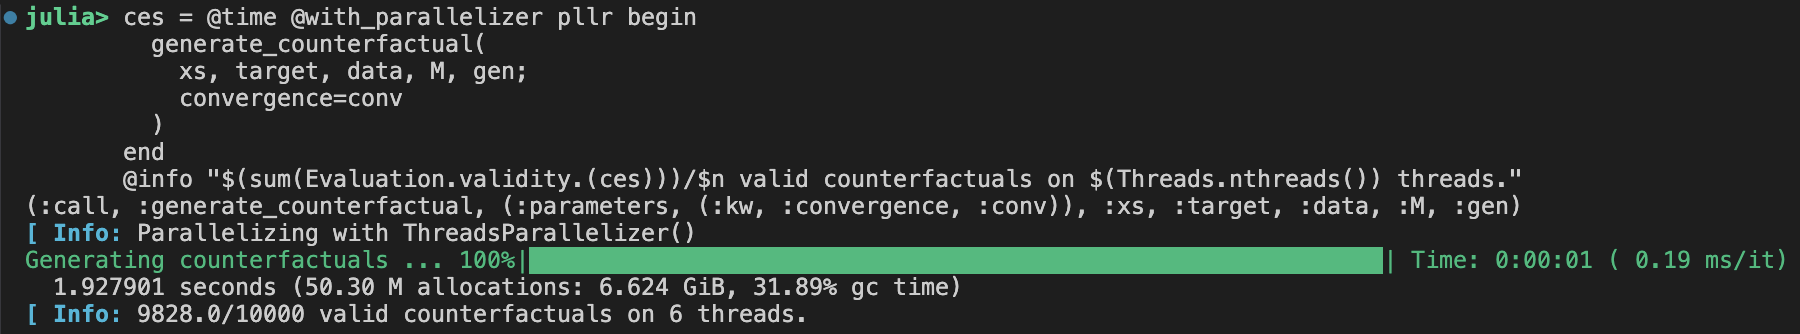 julia> ces = @time @with_parallelizer pllr begin
generate_counterfactual(
xs, target, data, M, gen;
convergence=conv
)
end
@info "$(sum(Evaluation.validity.(ces)))/$n valid counterfactuals on $(Threads.nthreads()) threads."
(:call, :generate_counterfactual, (:parameters, (:kw, :convergence, :conv)), :xs, :target, :data, :M, :gen)
[ Info: Parallelizing with ThreadsParallelizer()
Generating counterfactuals ... 100%| | Time: 0:00:01 ( 0.19 ms/it)
1.927901 seconds (50.30 M allocations: 6.624 GiB, 31.89% gc time)
[ Info: 9828.0/10000 valid counterfactuals on 6 threads.